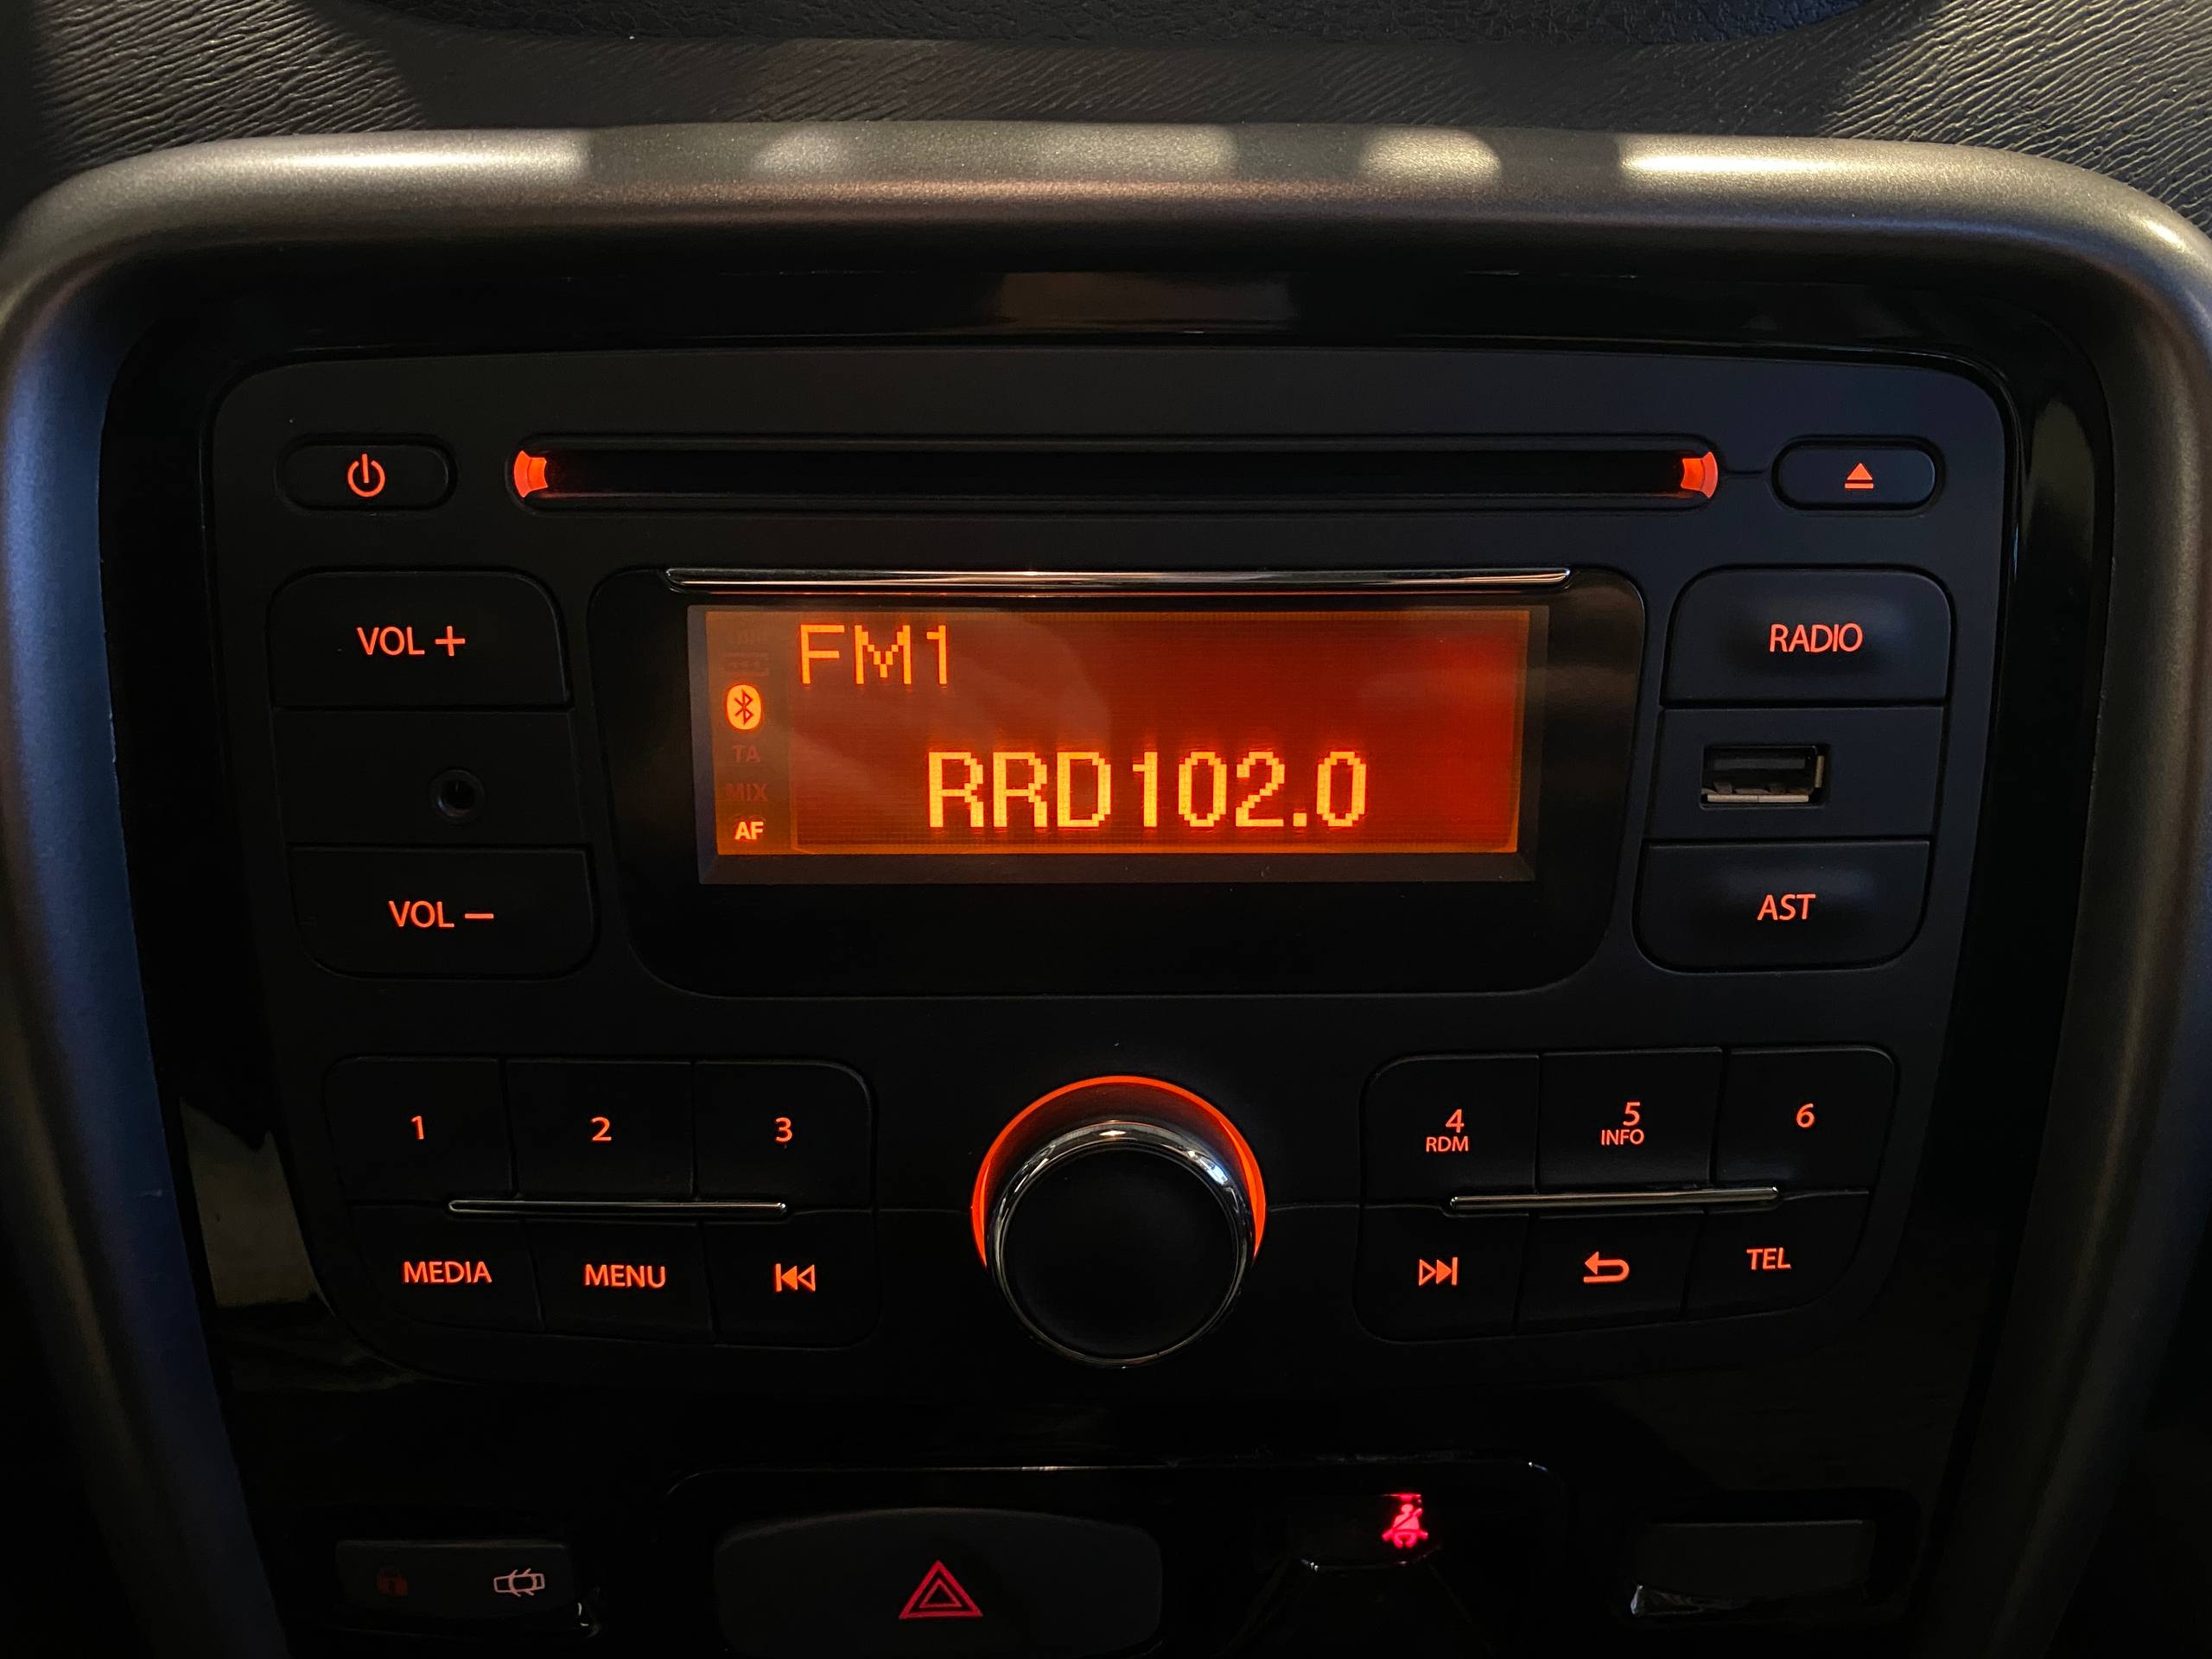 VOL +
FM1
RADIO
TA
MIX
AF
RRD102.0
VOL −
AST
1
2
3
4
RDM
5
INFO
6
MEDIA
MENU
TEL